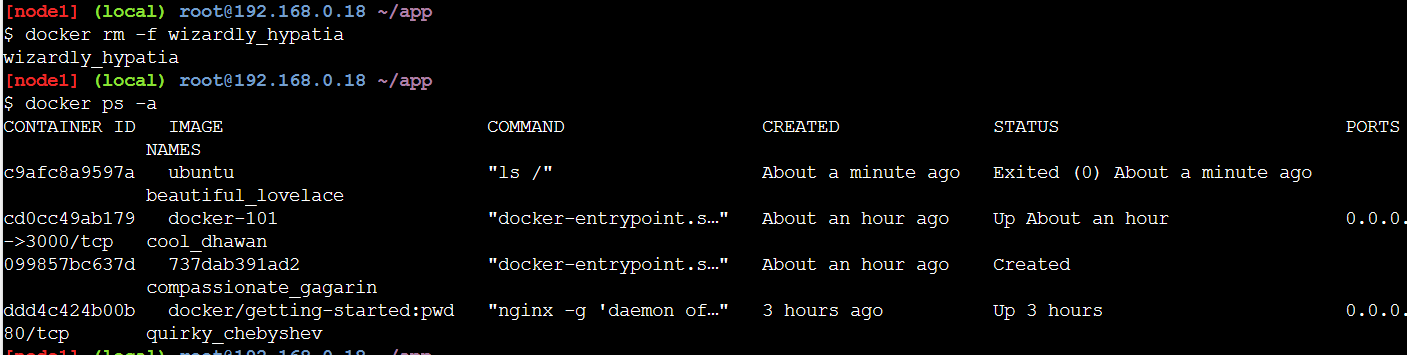 [node1] (local) root@192.168.0.18 ~/app
$ docker rm -f wizardly_hypatia
wizardly_hypatia
[node1] (local) root@192.168.0.18 ~/app
$ docker ps -a
CONTAINER ID   IMAGE                       COMMAND                  CREATED              STATUS                          PORTS
             NAMES
c9afc8a9597a   ubuntu                      "ls /"                   About a minute ago   Exited (0) About a minute ago
             beautiful_lovelace
cd0cc49ab179   docker-101                  "docker-entrypoint.s…"   About an hour ago    Up About an hour                0.0.0.
->3000/tcp   cool_dhawan
099857bc637d   737dab391ad2                "docker-entrypoint.s…"   About an hour ago    Created
             compassionate_gagarin
ddd4c424b00b   docker/getting-started:pwd   "nginx -g 'daemon of…"   3 hours ago          Up 3 hours                      0.0.0.
80/tcp       quirky_chebyshev